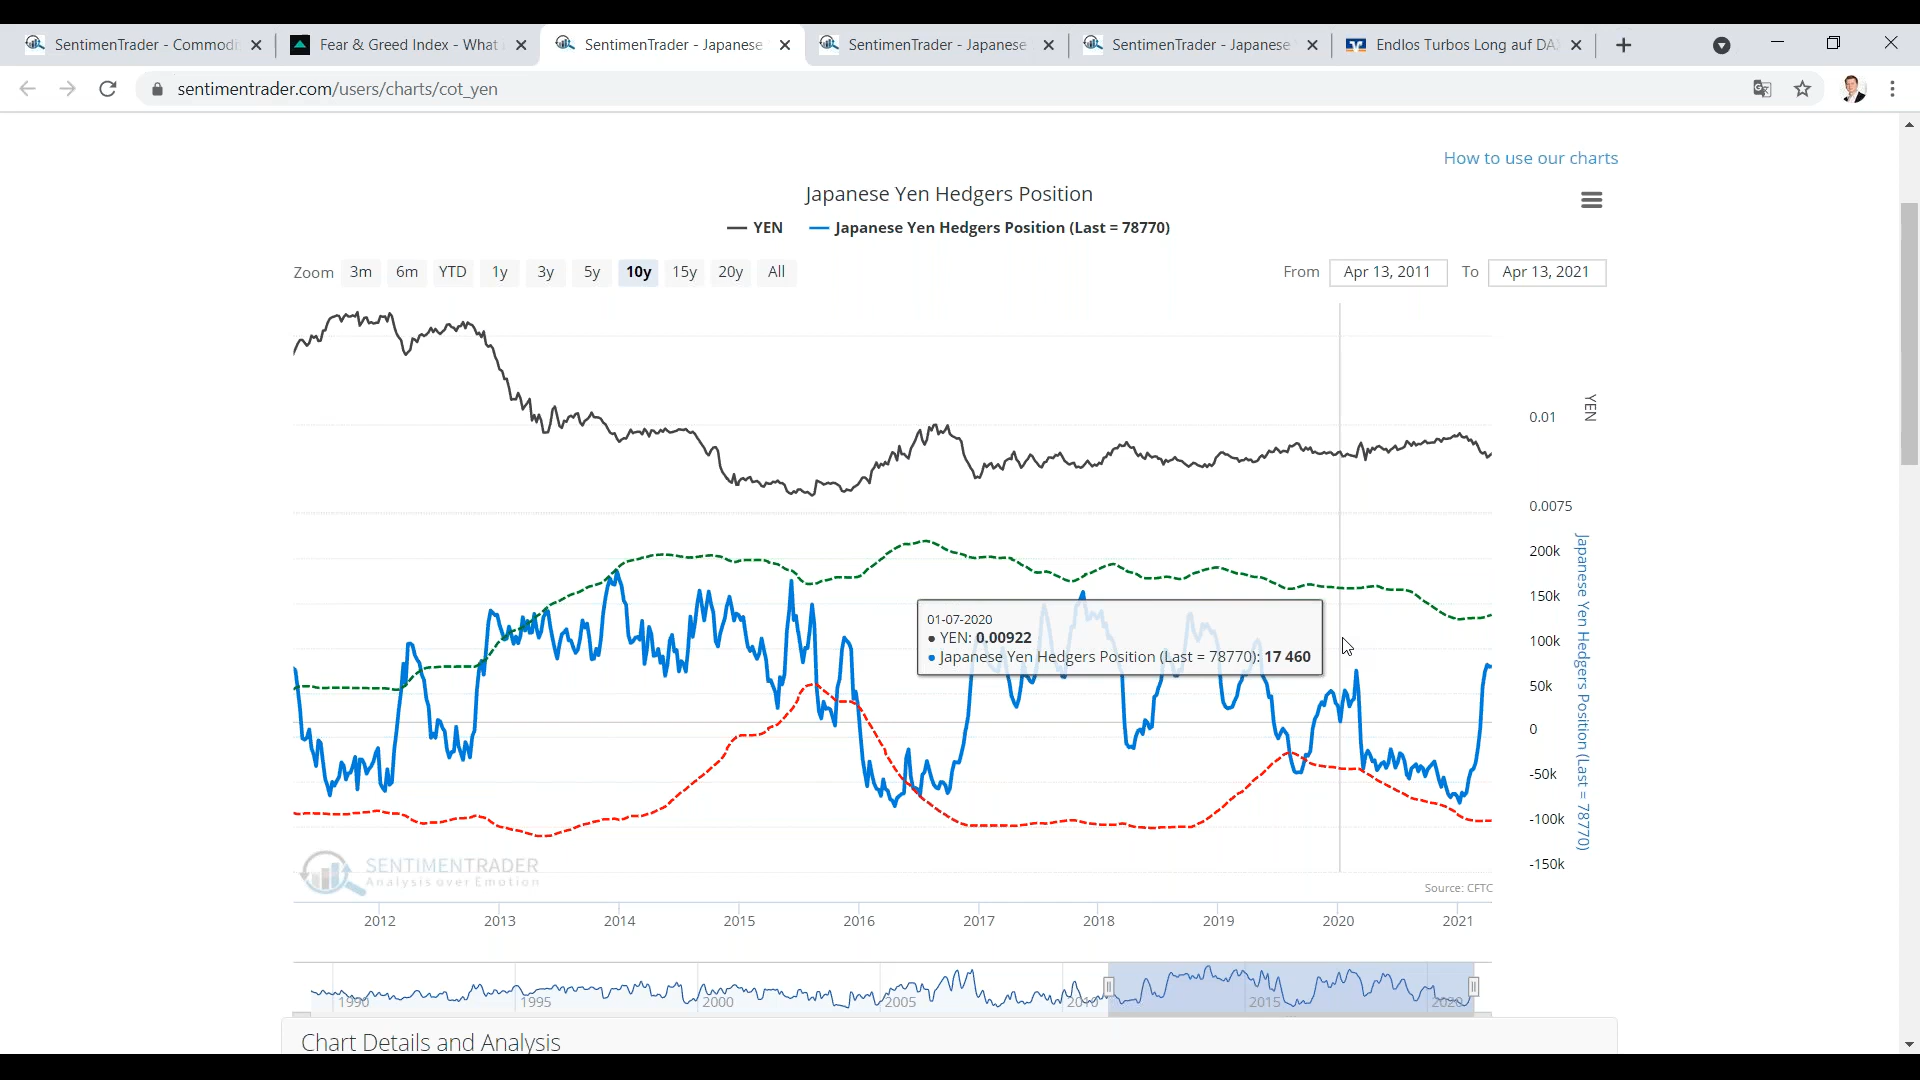 SentimenTrader - Commodi
Fear & Greed Index - What
SentimenTrader - Japanese
SentimenTrader - Japanese
SentimenTrader - Japanese
Endlos Turbos Long auf DA
sentimentrader.com/users/charts/cot_yen
How to use our charts
Japanese Yen Hedgers Position
YEN
Japanese Yen Hedgers Position (Last = 78770)
Zoom 3m 6m YTD 1y 3y 5y 10y 15y 20y All
From Apr 13, 2011 To Apr 13, 2021
YEN
0.01
0.0075
200k
150k
100k
50k
0
-50k
-100k
-150k
Japanese Yen Hedgers Position (Last = 78770)
01-07-2020
● YEN: 0.00922
● Japanese Yen Hedgers Position (Last = 78770): 17 460
SENTIMENTRADER
Analysis over Emotion
Source: CFTC
2012 2013 2014 2015 2016 2017 2018 2019 2020 2021
1990 1995 2000 2005 2010 2015 2020
Chart Details and Analysis